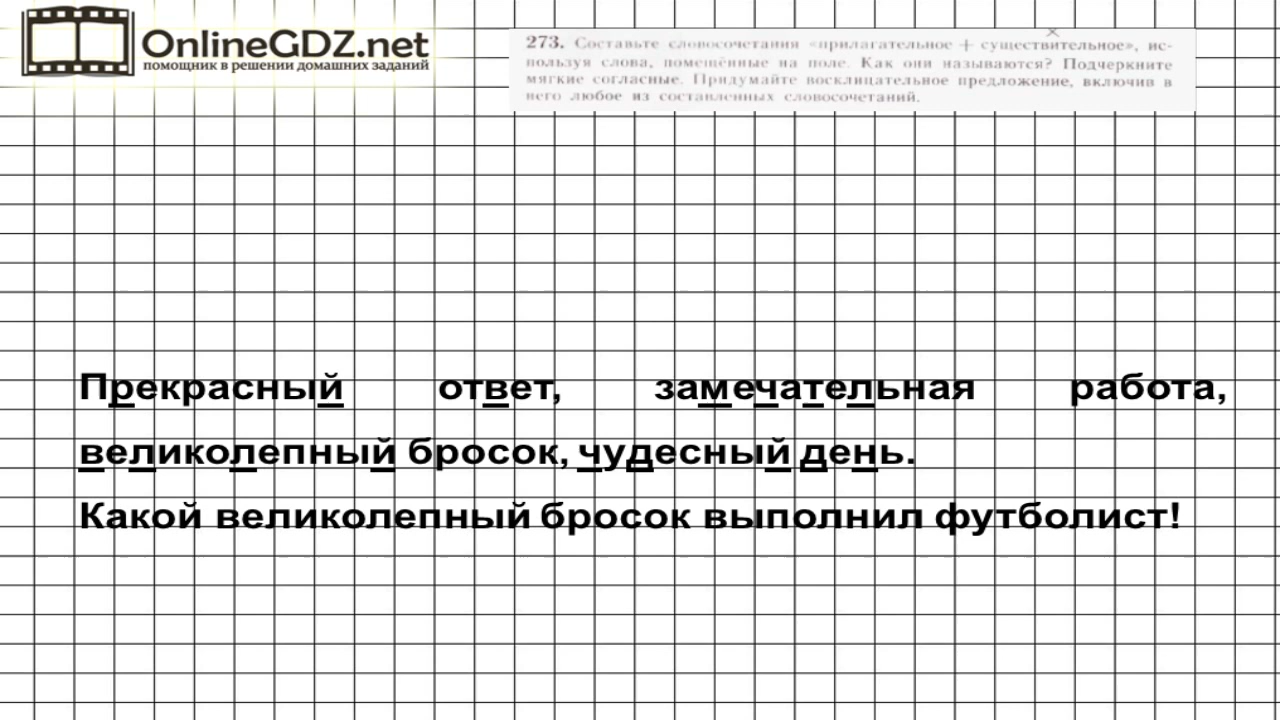 OnlineGDZ.net
помощник в решении домашних заданий
273. Составьте словосочетания «прилагательное + существительное», ис-
пользуя слова, помещённые на поле. Как они называются? Подчеркните
мягкие согласные. Придумайте восклицательное предложение, включив в
него любое из составленных словосочетаний.
Прекрасный ответ, замечательная работа,
великолепный бросок, чудесный день.
Какой великолепный бросок выполнил футболист!